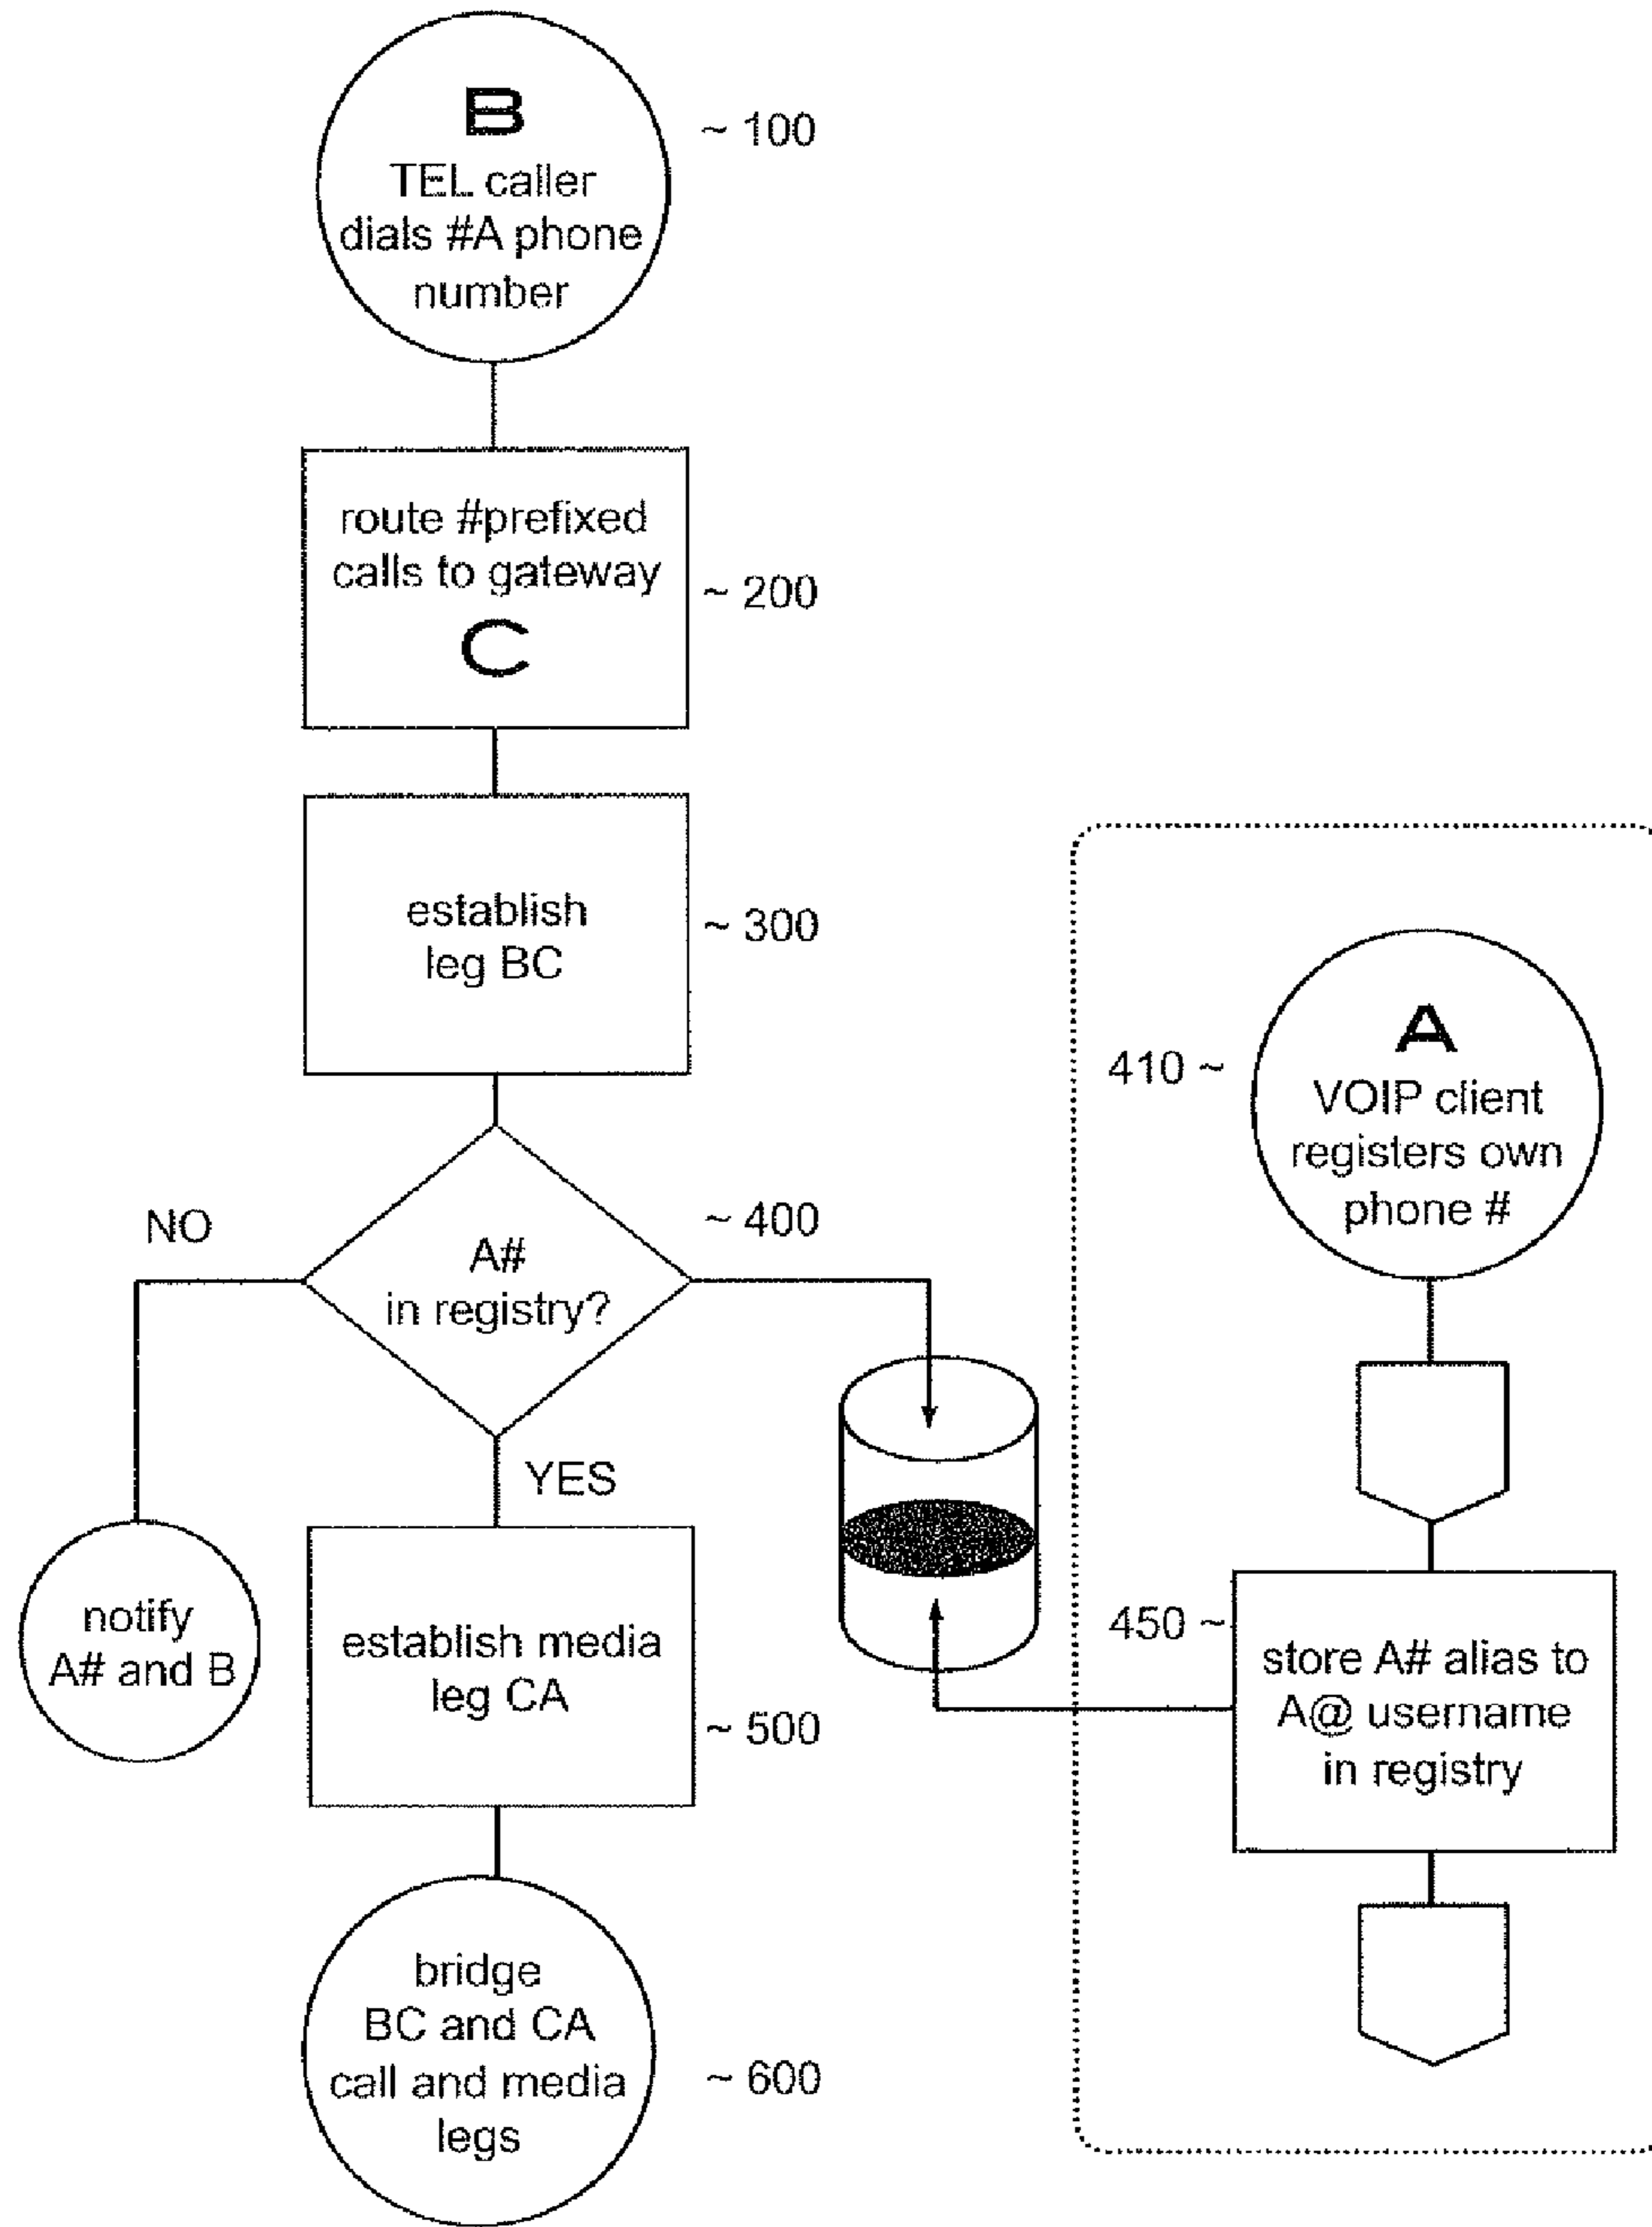 B
TEL caller
dials #A phone
number
~ 100
route #prefixed
calls to gateway
C
~ 200
establish
leg BC
~ 300
A#
in registry?
~ 400
NO
YES
notify
A# and B
establish media
leg CA
~ 500
bridge
BC and CA
call and media
legs
~ 600
410 ~
A
VOIP client
registers own
phone #
450 ~
store A# alias to
A@ username
in registry